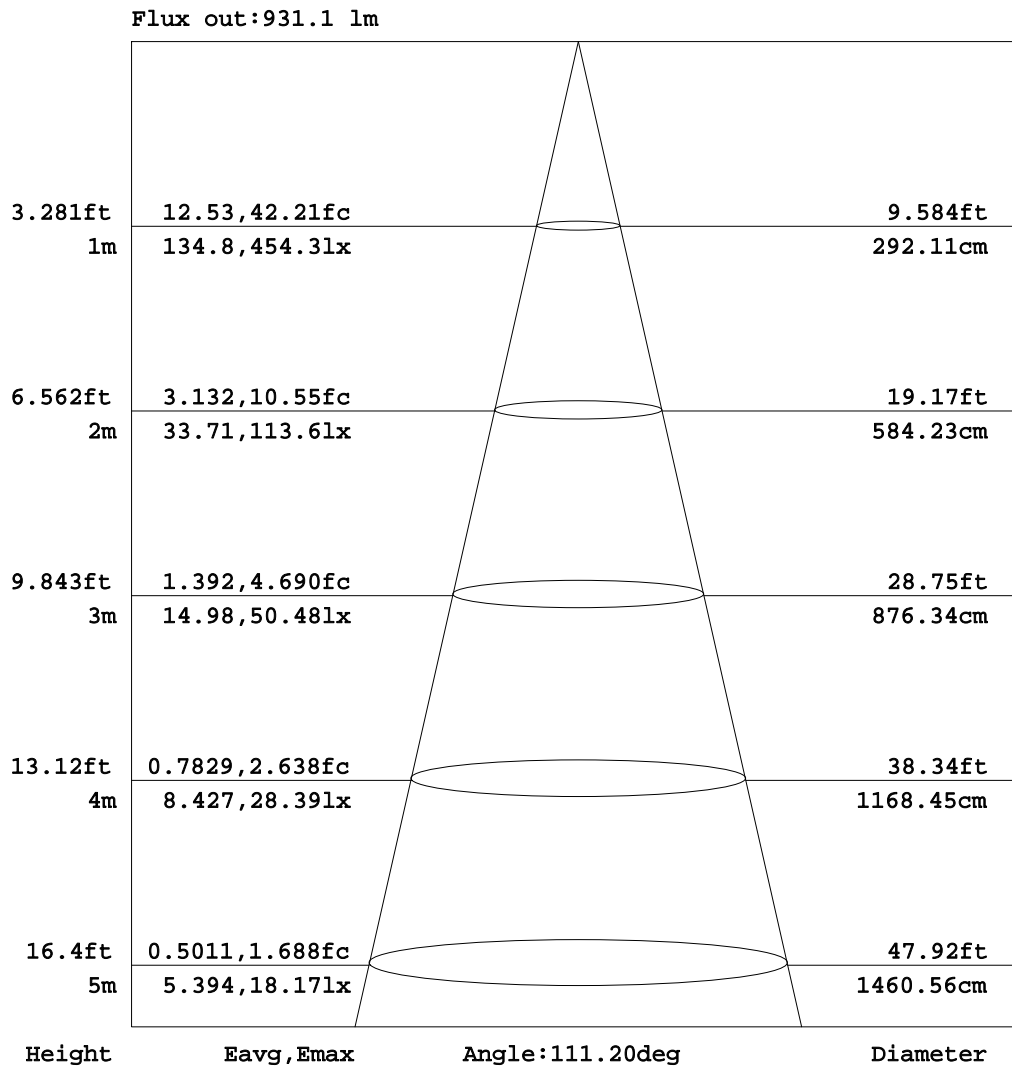 Flux out:931.1 lm
3.281ft 12.53,42.21fc 9.584ft
1m 134.8,454.3lx 292.11cm
6.562ft 3.132,10.55fc 19.17ft
2m 33.71,113.6lx 584.23cm
9.843ft 1.392,4.690fc 28.75ft
3m 14.98,50.48lx 876.34cm
13.12ft 0.7829,2.638fc 38.34ft
4m 8.427,28.39lx 1168.45cm
16.4ft 0.5011,1.688fc 47.92ft
5m 5.394,18.17lx 1460.56cm
Height Eavg,Emax Angle:111.20deg Diameter